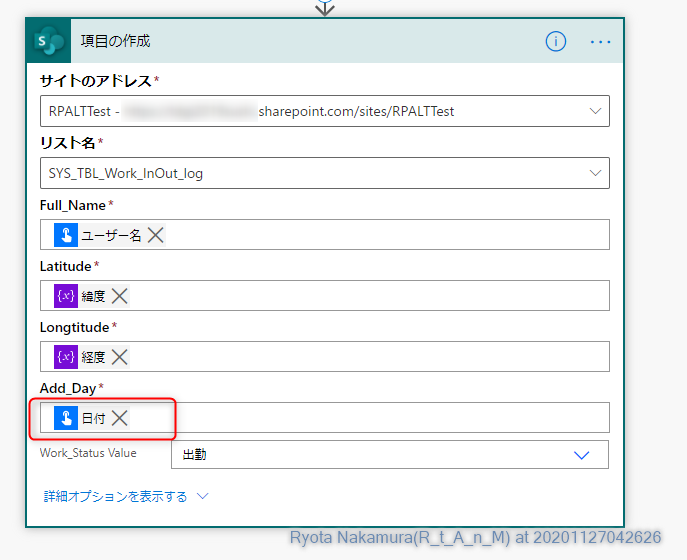 項目の作成
サイトのアドレス*
RPALTTest - sharepoint.com/sites/RPALTTest
リスト名*
SYS_TBL_Work_InOut_log
Full_Name*
ユーザー名
Latitude*
{x} 緯度
Longtitude*
{x} 経度
Add_Day*
日付
Work_Status Value
出勤
詳細オプションを表示する
Ryota Nakamura(R_t_A_n_M) at 20201127042626